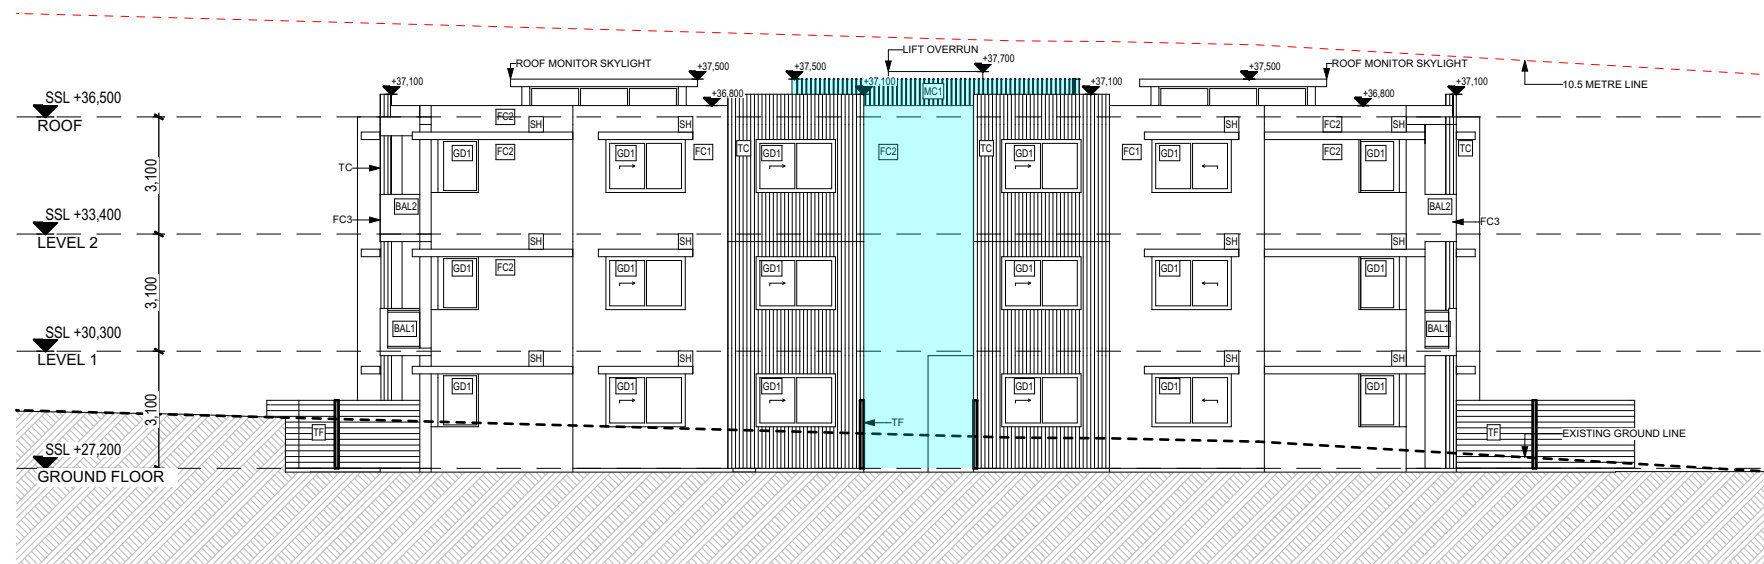 LIFT OVERRUN
+37,700
ROOF MONITOR SKYLIGHT
ROOF MONITOR SKYLIGHT
+37,100
+37,500
+37,500
+37,100
+37,100
+37,500
+37,100
10.5 METRE LINE
+36,800
MC1
+36,800
SSL +36,500
ROOF
FC2
SH
SH
SH
FC2
SH
GD1
FC2
GD1
FC1
TC
GD1
FC2
TC
GD1
FC1
GD1
FC2
GD1
TC
TC
3,100
BAL2
BAL2
FC3
FC3
SSL +33,400
LEVEL 2
SH
SH
SH
SH
GD1
FC2
GD1
GD1
GD1
GD1
GD1
3,100
BAL1
BAL1
SSL +30,300
LEVEL 1
SH
SH
SH
SH
GD1
GD1
GD1
GD1
GD1
GD1
3,100
TF
TF
TF
EXISTING GROUND LINE
SSL +27,200
GROUND FLOOR